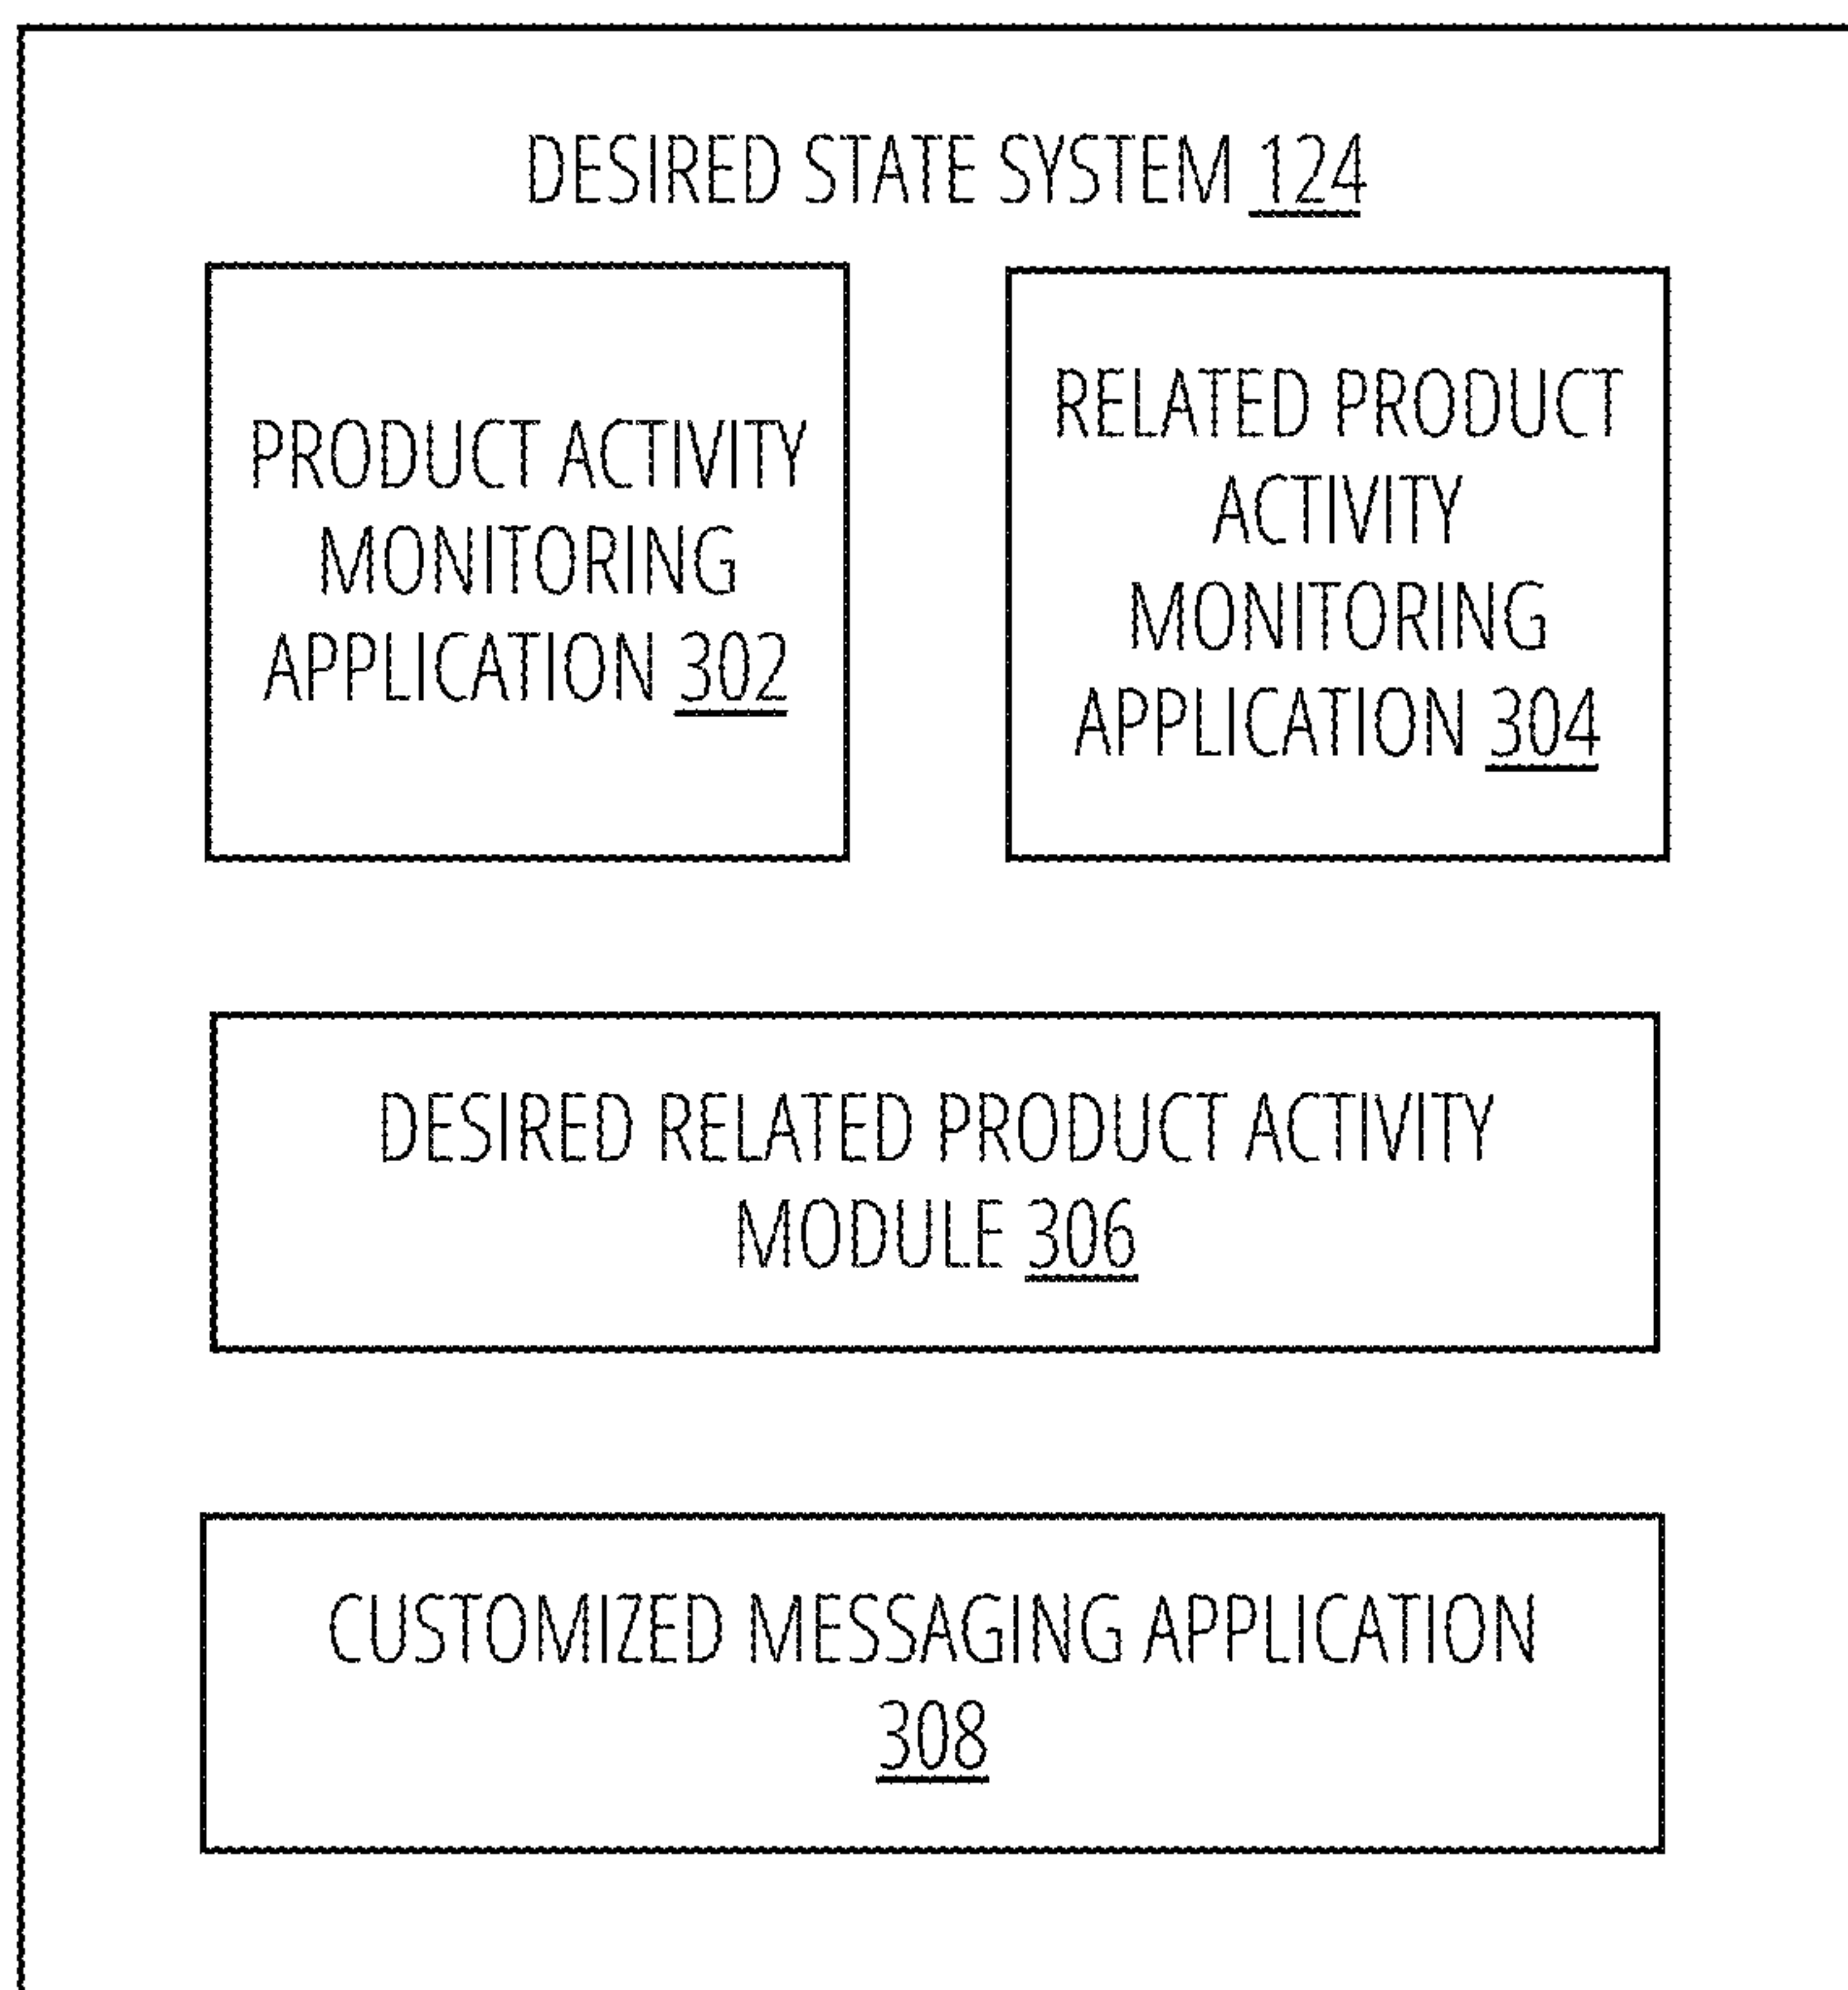 DESIRED STATE SYSTEM 124
PRODUCT ACTIVITY
MONITORING
APPLICATION 302
RELATED PRODUCT
ACTIVITY
MONITORING
APPLICATION 304
DESIRED RELATED PRODUCT ACTIVITY
MODULE 306
CUSTOMIZED MESSAGING APPLICATION
308